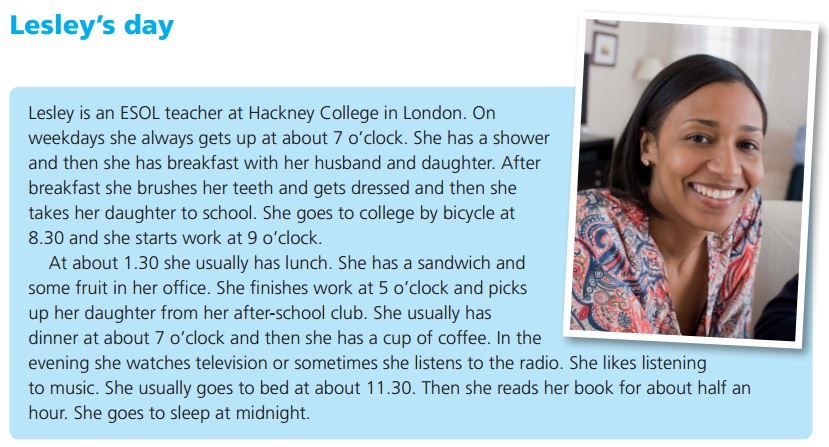 Lesley’s day
Lesley is an ESOL teacher at Hackney College in London. On
weekdays she always gets up at about 7 o’clock. She has a shower
and then she has breakfast with her husband and daughter. After
breakfast she brushes her teeth and gets dressed and then she
takes her daughter to school. She goes to college by bicycle at
8.30 and she starts work at 9 o’clock.
At about 1.30 she usually has lunch. She has a sandwich and
some fruit in her office. She finishes work at 5 o’clock and picks
up her daughter from her after-school club. She usually has
dinner at about 7 o’clock and then she has a cup of coffee. In the
evening she watches television or sometimes she listens to the radio. She likes listening
to music. She usually goes to bed at about 11.30. Then she reads her book for about half an
hour. She goes to sleep at midnight.